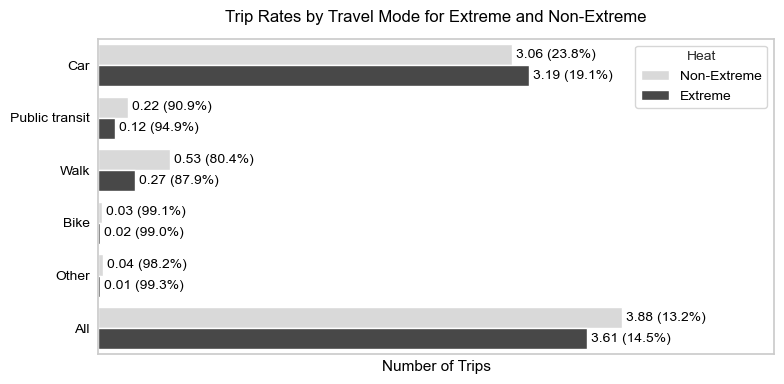 Trip Rates by Travel Mode for Extreme and Non-Extreme
Heat
Non-Extreme
Extreme
Car
3.06 (23.8%)
3.19 (19.1%)
Public transit
0.22 (90.9%)
0.12 (94.9%)
Walk
0.53 (80.4%)
0.27 (87.9%)
Bike
0.03 (99.1%)
0.02 (99.0%)
Other
0.04 (98.2%)
0.01 (99.3%)
All
3.88 (13.2%)
3.61 (14.5%)
Number of Trips